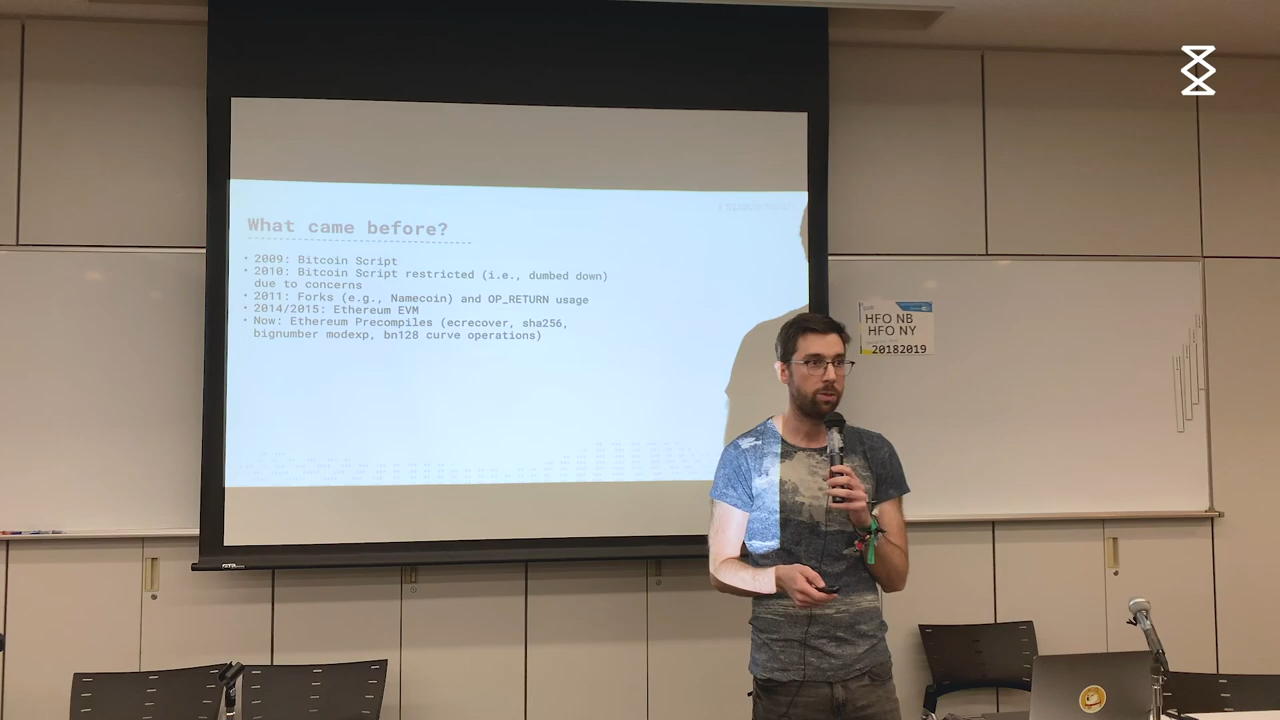 What came before?
• 2009: Bitcoin Script
• 2010: Bitcoin Script restricted (i.e., dumbed down)
due to concerns
• 2011: Forks (e.g., Namecoin) and OP_RETURN usage
• 2014/2015: Ethereum EVM
• Now: Ethereum Precompiles (ecrecover, sha256,
bignumber modexp, bn128 curve operations)
HFO NB
HFO NY
20182019